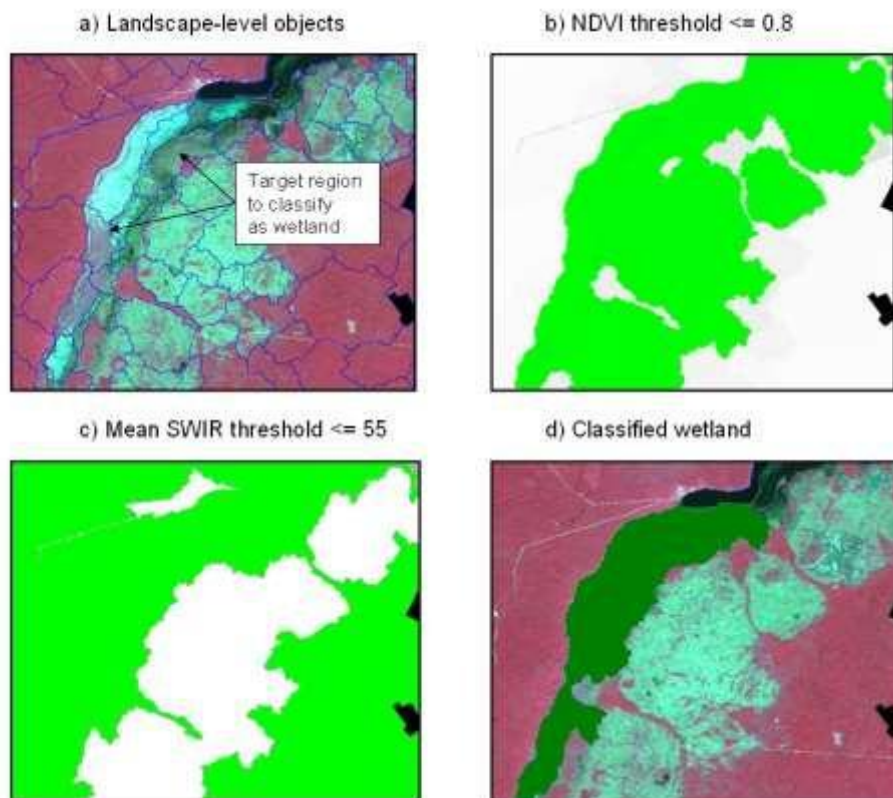 a) Landscape-level objects
b) NDVI threshold <= 0.8
Target region
to classify
as wetland
c) Mean SWIR threshold <= 55
d) Classified wetland